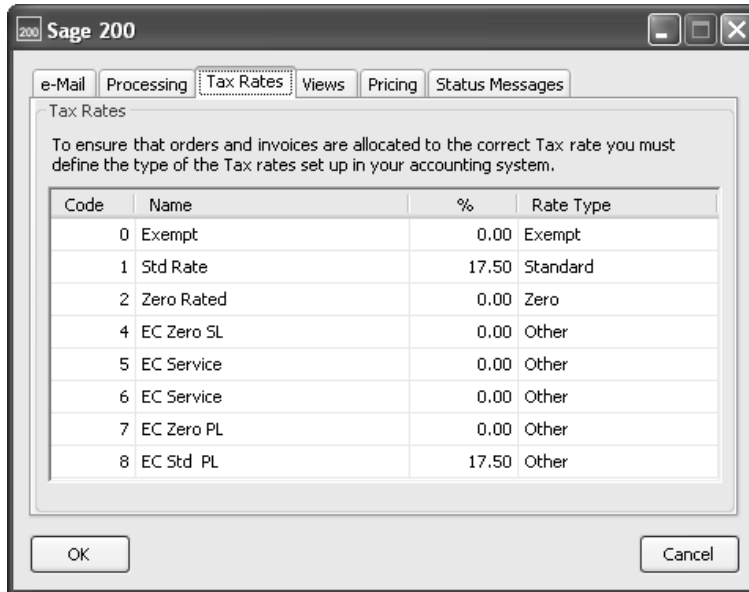 200 Sage 200
e-Mail Processing Tax Rates Views Pricing Status Messages
Tax Rates
To ensure that orders and invoices are allocated to the correct Tax rate you must
define the type of the Tax rates set up in your accounting system.
Code Name % Rate Type
0 Exempt 0.00 Exempt
1 Std Rate 17.50 Standard
2 Zero Rated 0.00 Zero
4 EC Zero SL 0.00 Other
5 EC Service 0.00 Other
6 EC Service 0.00 Other
7 EC Zero PL 0.00 Other
8 EC Std PL 17.50 Other
OK Cancel